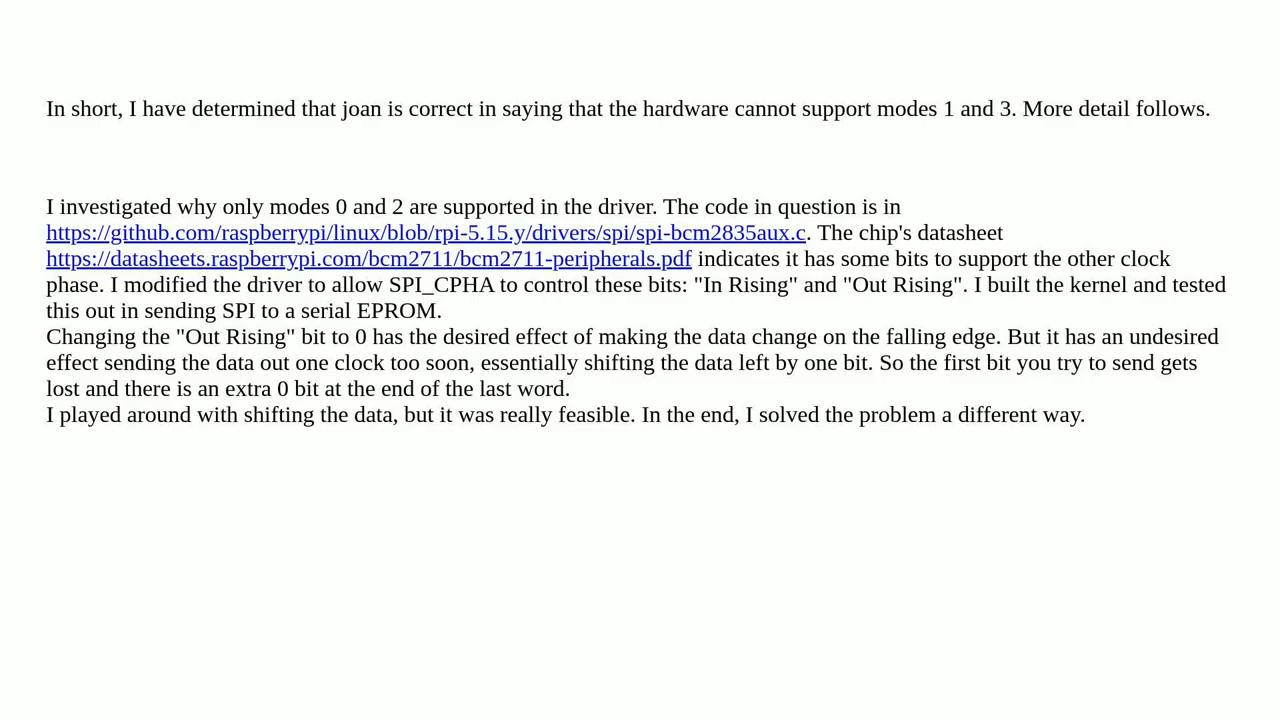 In short, I have determined that joan is correct in saying that the hardware cannot support modes 1 and 3. More detail follows.
I investigated why only modes 0 and 2 are supported in the driver. The code in question is in
https://github.com/raspberrypi/linux/blob/rpi-5.15.y/drivers/spi/spi-bcm2835aux.c. The chip's datasheet
https://datasheets.raspberrypi.com/bcm2711/bcm2711-peripherals.pdf indicates it has some bits to support the other clock
phase. I modified the driver to allow SPI_CPHA to control these bits: "In Rising" and "Out Rising". I built the kernel and tested
this out in sending SPI to a serial EPROM.
Changing the "Out Rising" bit to 0 has the desired effect of making the data change on the falling edge. But it has an undesired
effect sending the data out one clock too soon, essentially shifting the data left by one bit. So the first bit you try to send gets
lost and there is an extra 0 bit at the end of the last word.
I played around with shifting the data, but it was really feasible. In the end, I solved the problem a different way.